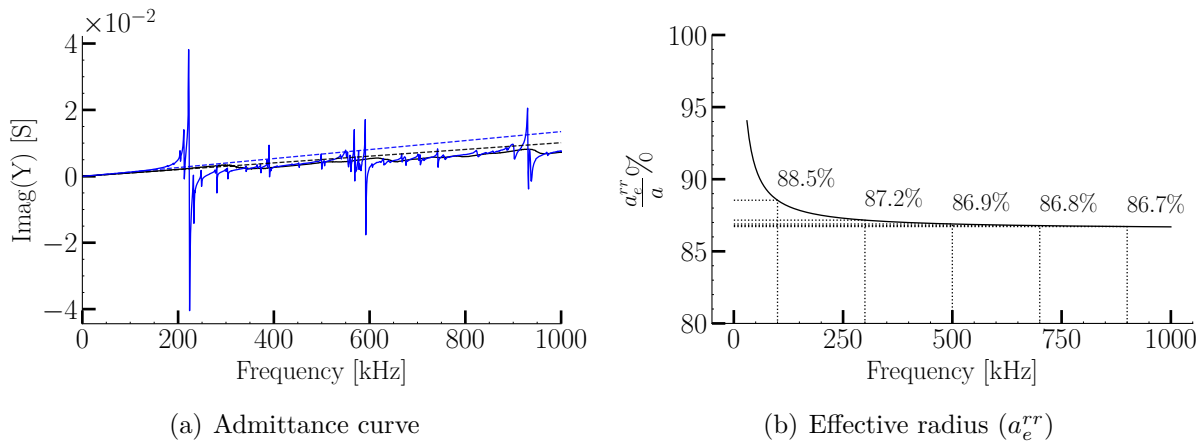 ×10⁻²
4
2
0
−2
−4
Imag(Y) [S]
0 200 400 600 800 1000
Frequency [kHz]
(a) Admittance curve
100
95
90
85
80
a_e^{rr}/a %
88.5%
87.2%
86.9%
86.8%
86.7%
0 250 500 750 1000
Frequency [kHz]
(b) Effective radius (a_e^{rr})